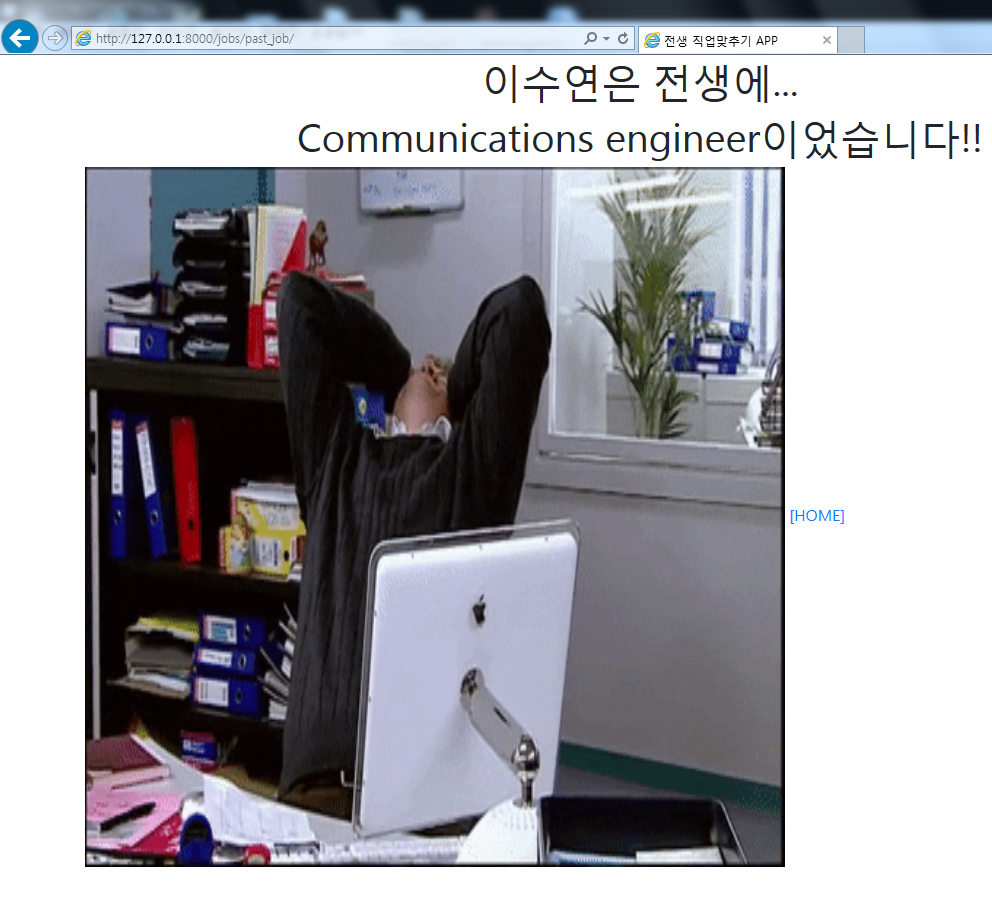 http://127.0.0.1:8000/jobs/past_job/
전생 직업맞추기 APP
이수연은 전생에...
Communications engineer이었습니다!!
[HOME]